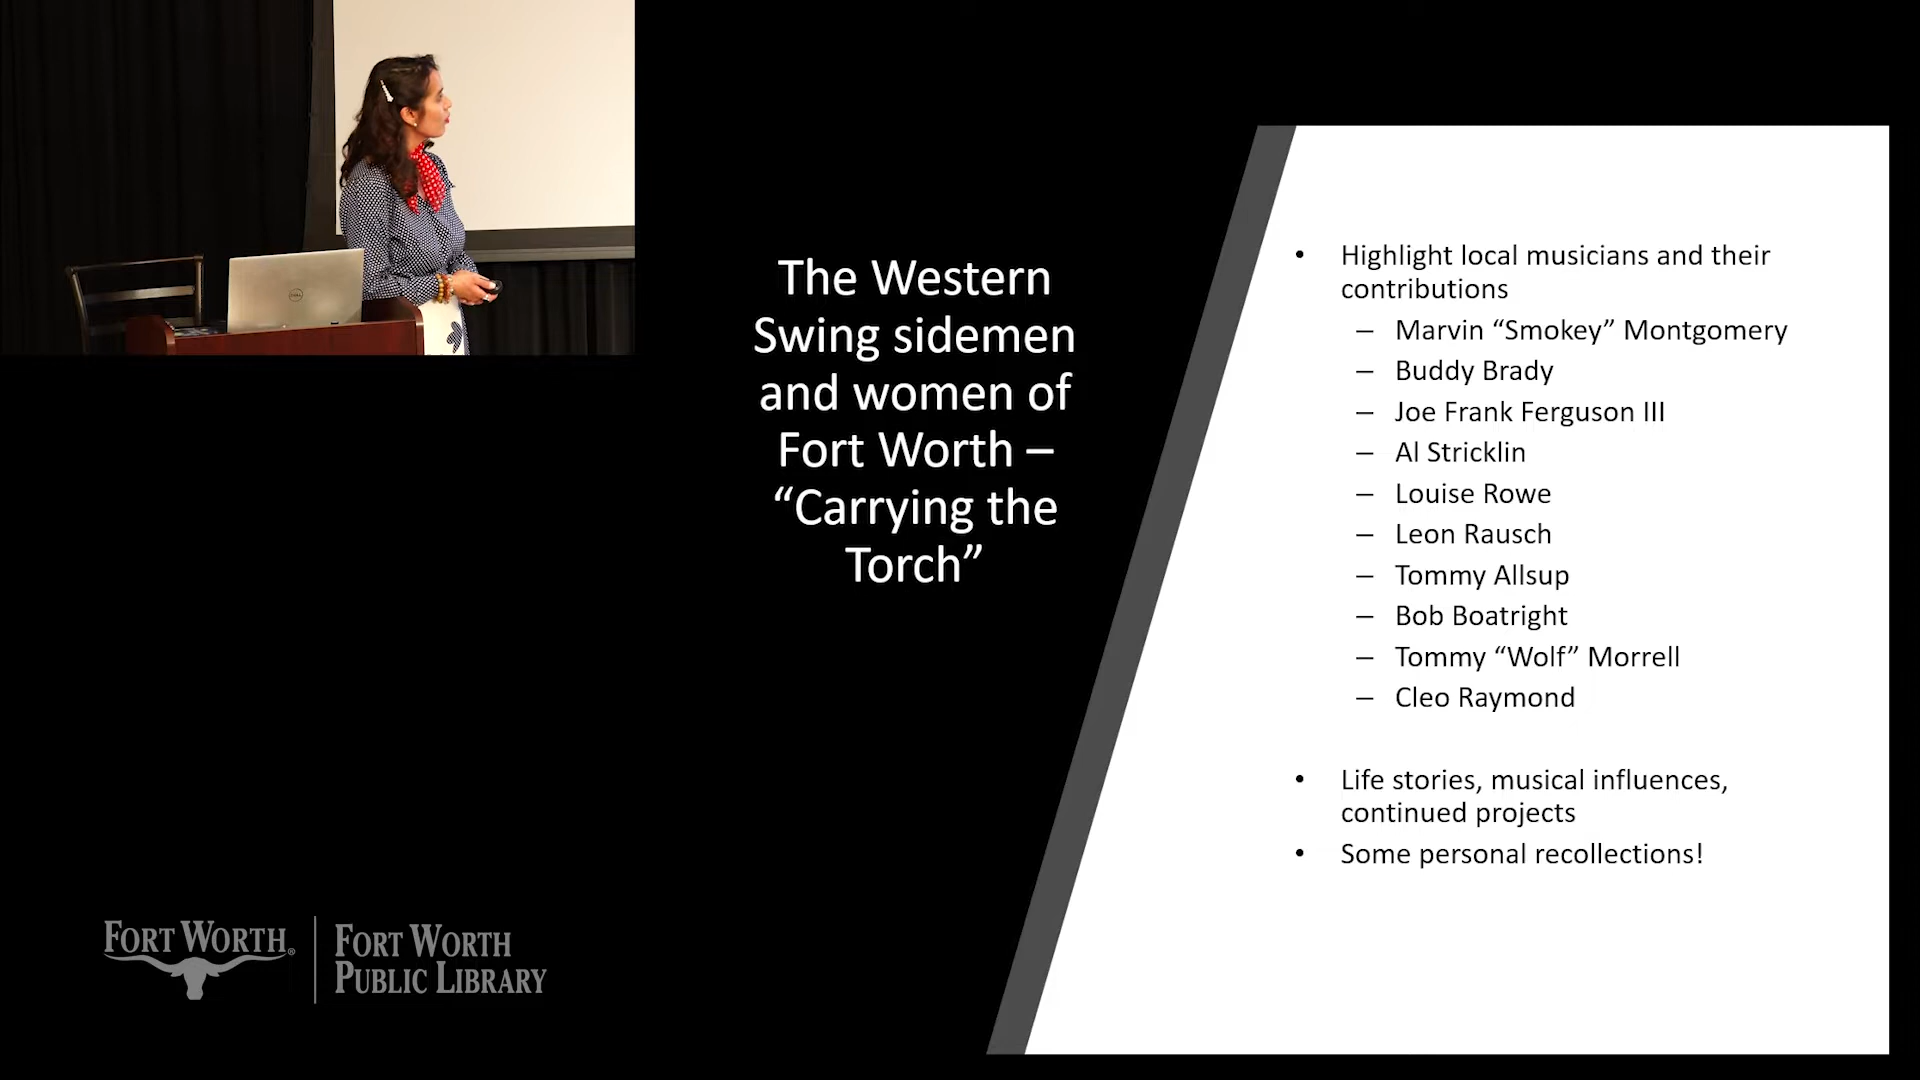 The Western
Swing sidemen
and women of
Fort Worth –
“Carrying the
Torch”
• Highlight local musicians and their
contributions
– Marvin “Smokey” Montgomery
– Buddy Brady
– Joe Frank Ferguson III
– Al Stricklin
– Louise Rowe
– Leon Rausch
– Tommy Allsup
– Bob Boatright
– Tommy “Wolf” Morrell
– Cleo Raymond
• Life stories, musical influences,
continued projects
• Some personal recollections!
FORT WORTH®
FORT WORTH
PUBLIC LIBRARY
DELL